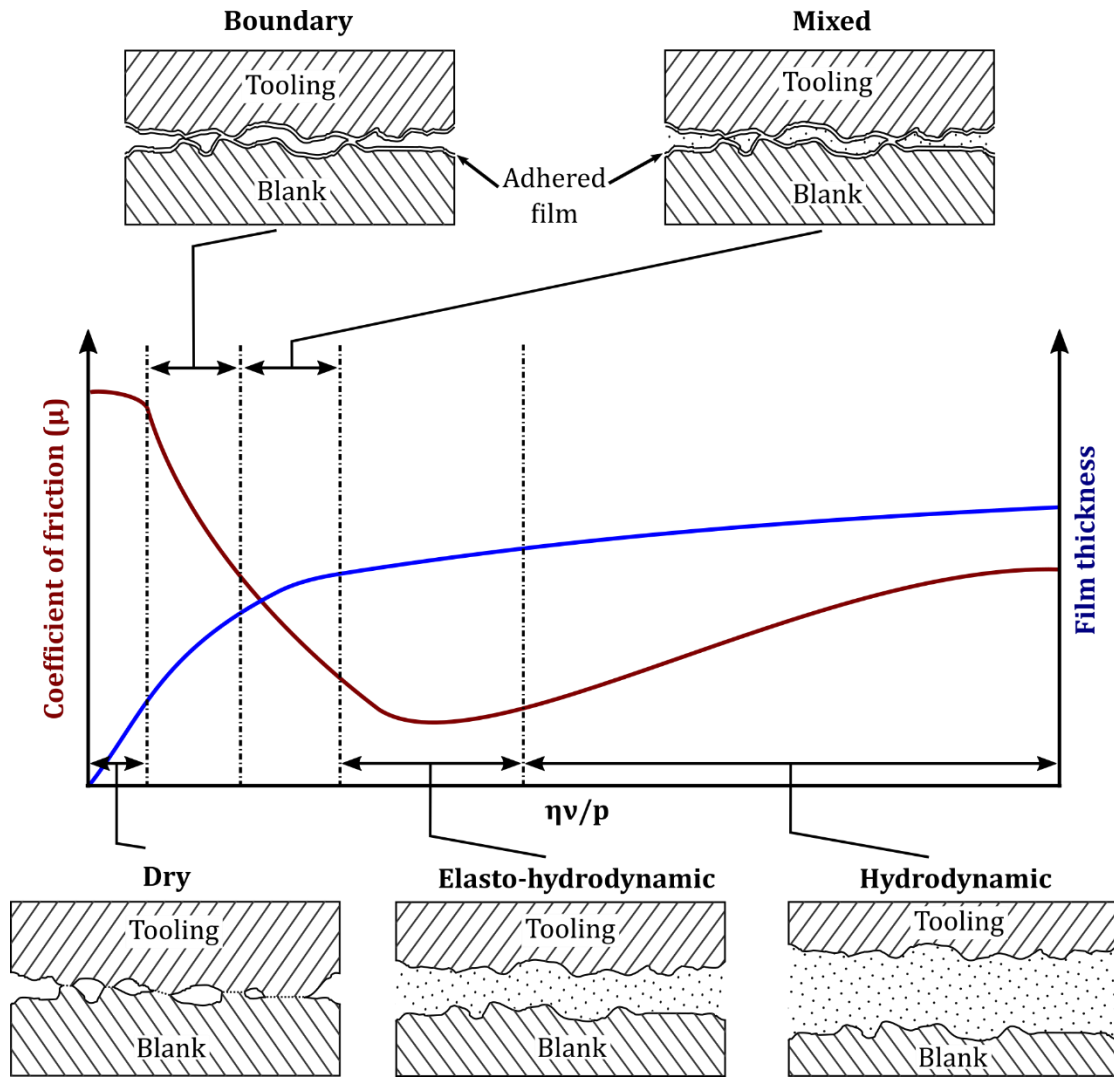 Boundary
Mixed
Tooling
Tooling
Blank
Blank
Adhered
film
Coefficient of friction (μ)
Film thickness
ην/p
Dry
Elasto-hydrodynamic
Hydrodynamic
Tooling
Tooling
Tooling
Blank
Blank
Blank